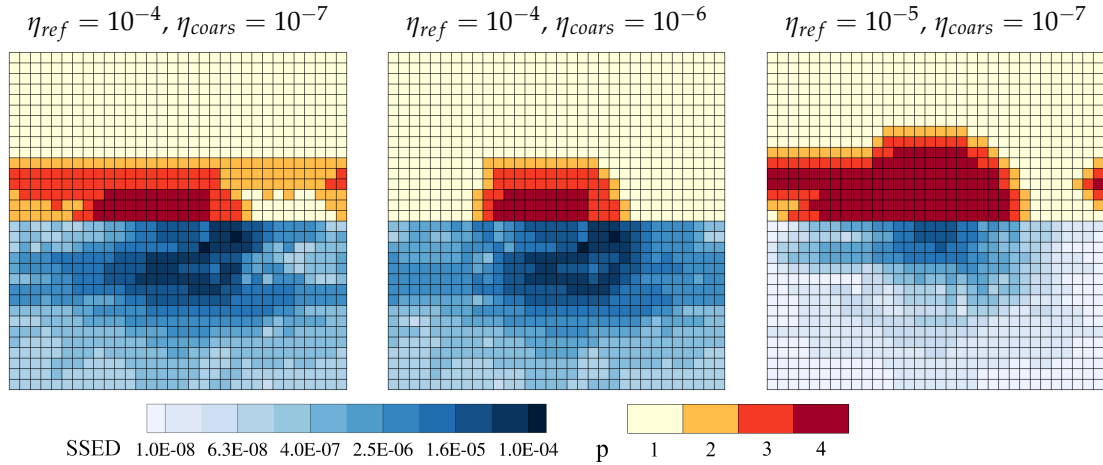 η_ref = 10⁻⁴, η_coars = 10⁻⁷
η_ref = 10⁻⁴, η_coars = 10⁻⁶
η_ref = 10⁻⁵, η_coars = 10⁻⁷
SSED 1.0E-08 6.3E-08 4.0E-07 2.5E-06 1.6E-05 1.0E-04
p 1 2 3 4